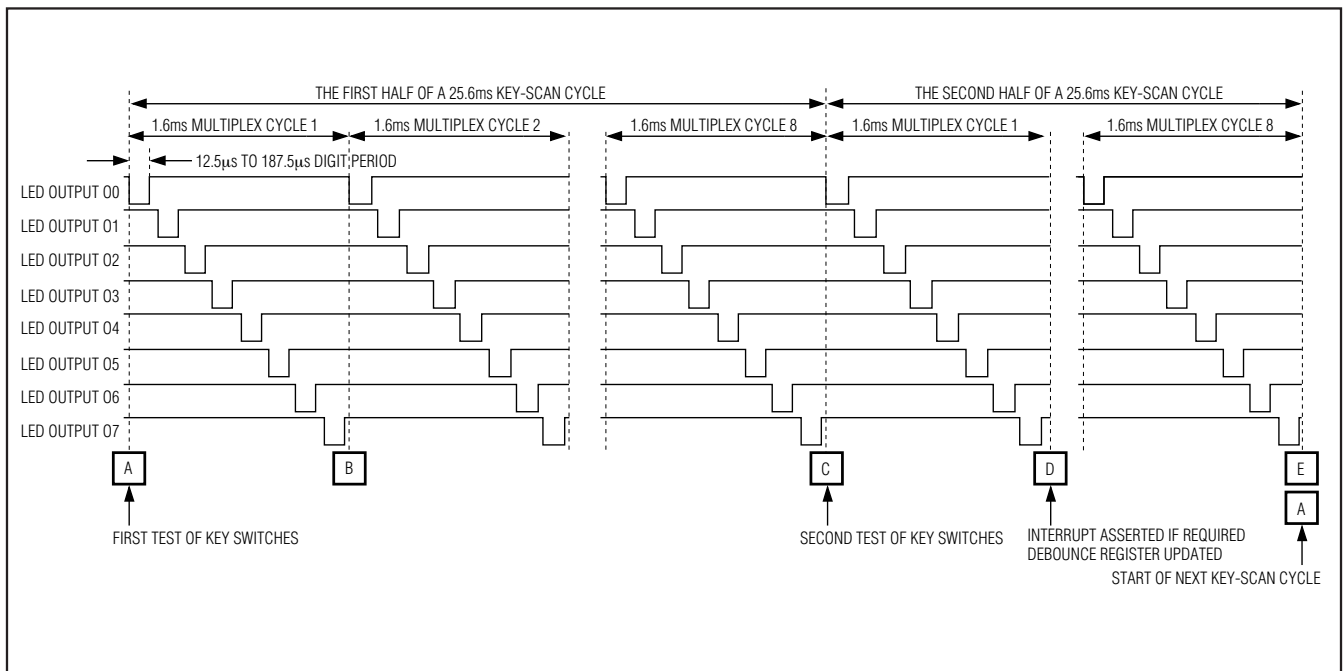 THE FIRST HALF OF A 25.6ms KEY-SCAN CYCLE
THE SECOND HALF OF A 25.6ms KEY-SCAN CYCLE
1.6ms MULTIPLEX CYCLE 1
1.6ms MULTIPLEX CYCLE 2
1.6ms MULTIPLEX CYCLE 8
1.6ms MULTIPLEX CYCLE 1
1.6ms MULTIPLEX CYCLE 8
12.5µs TO 187.5µs DIGIT PERIOD
LED OUTPUT O0
LED OUTPUT O1
LED OUTPUT O2
LED OUTPUT O3
LED OUTPUT O4
LED OUTPUT O5
LED OUTPUT O6
LED OUTPUT O7
A
B
C
D
E
A
FIRST TEST OF KEY SWITCHES
SECOND TEST OF KEY SWITCHES
INTERRUPT ASSERTED IF REQUIRED
DEBOUNCE REGISTER UPDATED
START OF NEXT KEY-SCAN CYCLE